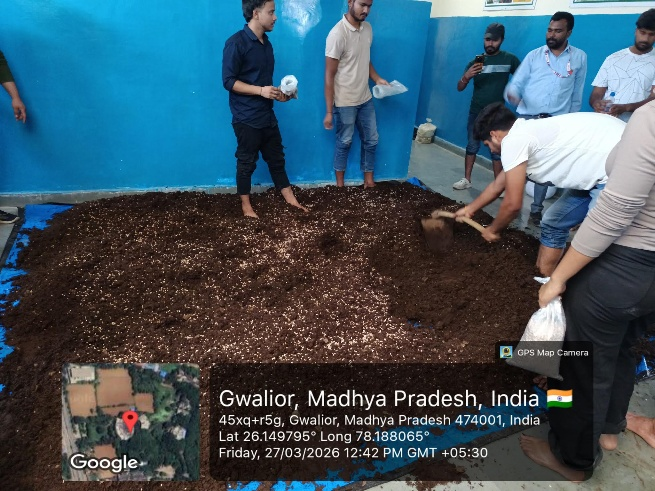 GPS Map Camera
Gwalior, Madhya Pradesh, India
45xq+r5g, Gwalior, Madhya Pradesh 474001, India
Lat 26.149795° Long 78.188065°
Friday, 27/03/2026 12:42 PM GMT +05:30
Google